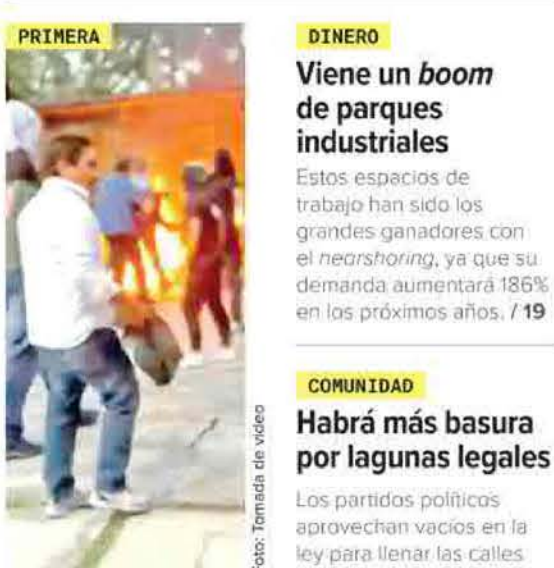 PRIMERA
Foto: Tomada de video
DINERO
Viene un boom
de parques
industriales
Estos espacios de
trabajo han sido los
grandes ganadores con
el nearshoring, ya que su
demanda aumentará 186%
en los próximos años. / 19
COMUNIDAD
Habrá más basura
por lagunas legales
Los partidos políticos
aprovechan vacíos en la
ley para llenar las calles